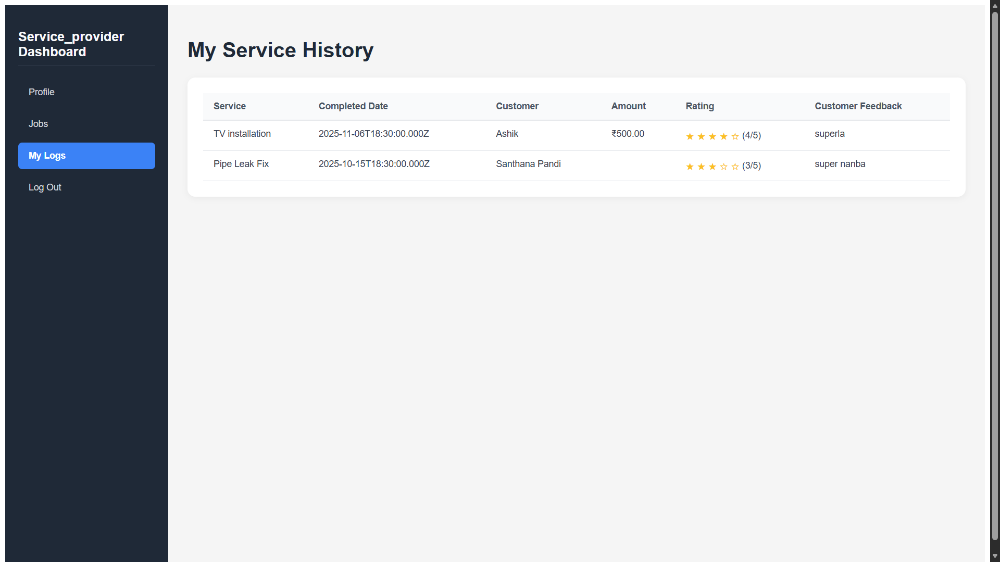 Service_provider
Dashboard
Profile
Jobs
My Logs
Log Out
My Service History
Service Completed Date Customer Amount Rating Customer Feedback
TV installation 2025-11-06T18:30:00.000Z Ashik ₹500.00 ★ ★ ★ ★ ☆ (4/5) superla
Pipe Leak Fix 2025-10-15T18:30:00.000Z Santhana Pandi ★ ★ ★ ☆ ☆ (3/5) super nanba